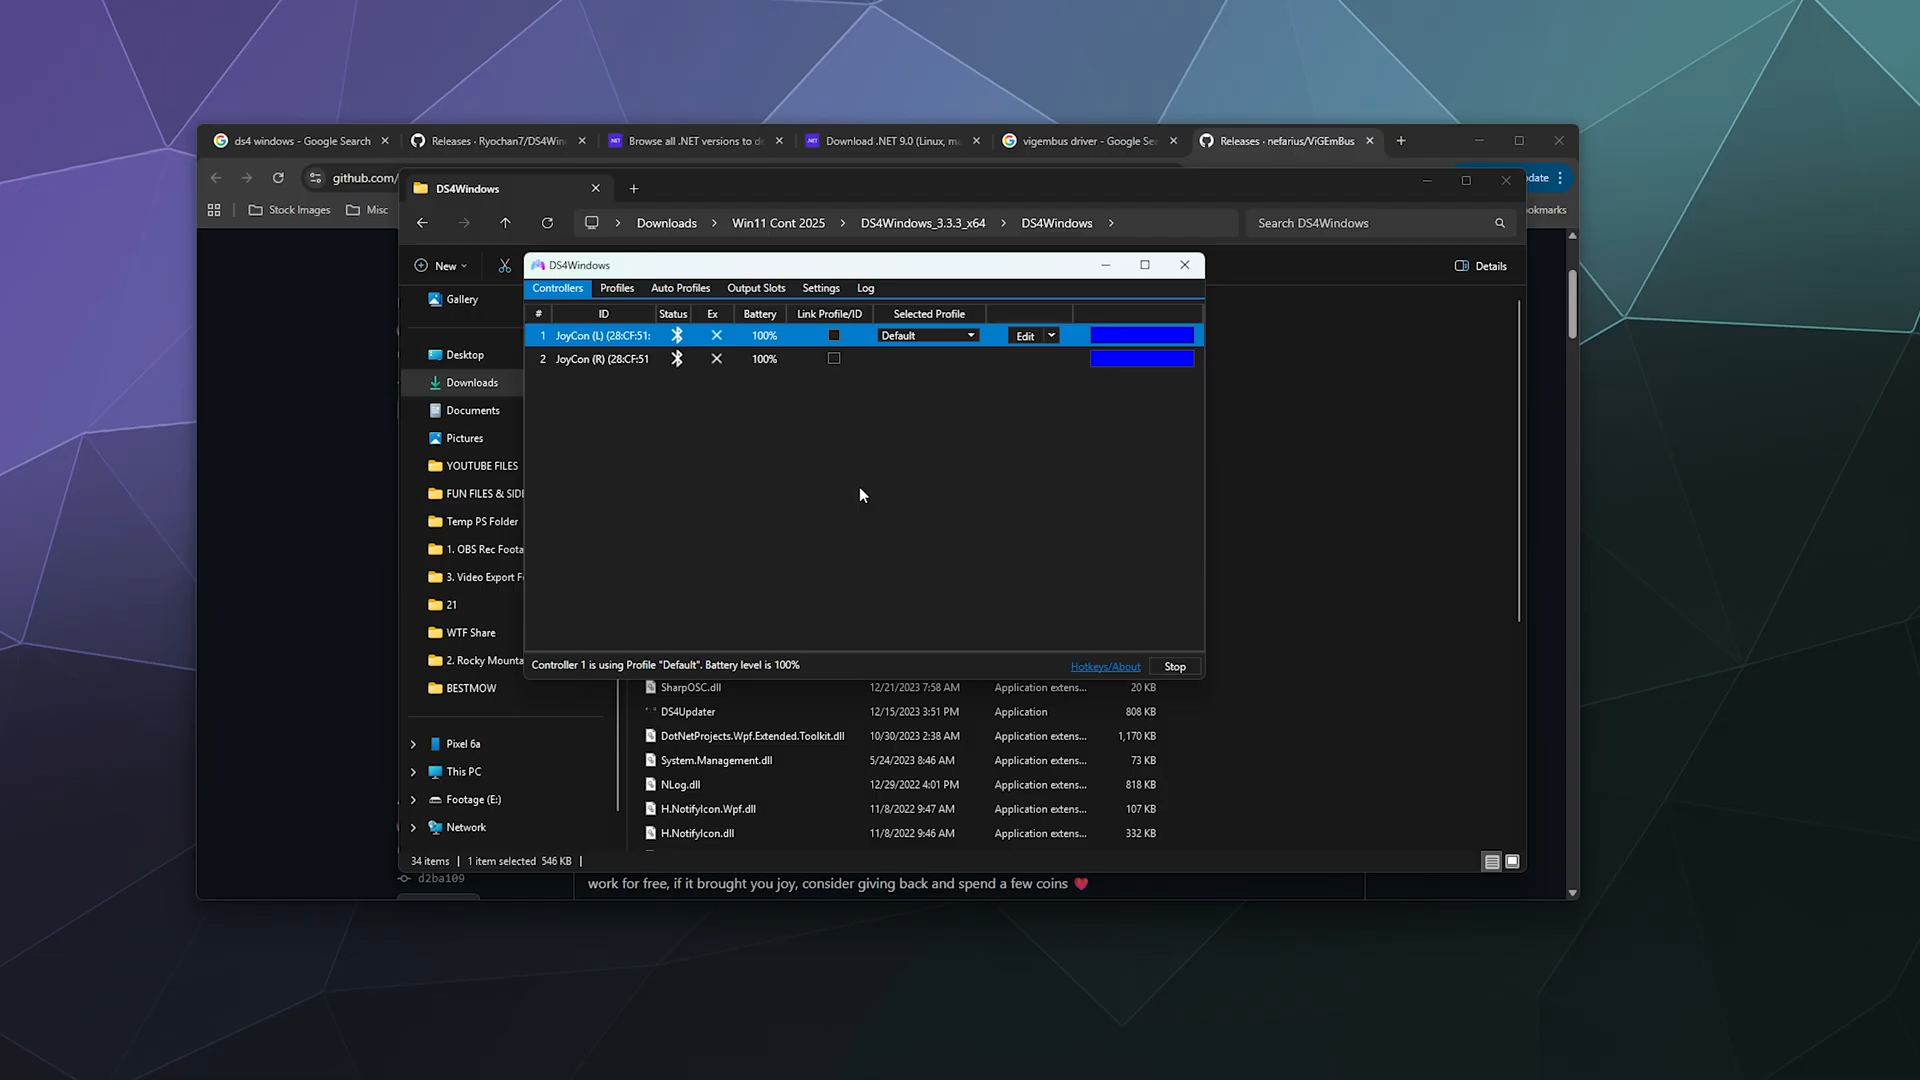 ds4 windows - Google Search
Releases · Ryochan7/DS4Win
Browse all .NET versions to d
Download .NET 9.0 (Linux, m
vigembus driver - Google Se
Releases · nefarius/ViGEmBus
github.com/
date
Stock Images
Misc
okmarks
DS4Windows
Downloads
Win11 Cont 2025
DS4Windows_3.3.3_x64
DS4Windows
Search DS4Windows
New
Details
DS4Windows
Controllers
Profiles
Auto Profiles
Output Slots
Settings
Log
# ID Status Ex Battery Link Profile/ID Selected Profile
1 JoyCon (L) (28:CF:51: 100% Default Edit
2 JoyCon (R) (28:CF:51 100%
Controller 1 is using Profile "Default". Battery level is 100%
Hotkeys/About
Stop
Gallery
Desktop
Downloads
Documents
Pictures
YOUTUBE FILES
FUN FILES & SIDE
Temp PS Folder
1. OBS Rec Foota
3. Video Export F
21
WTF Share
2. Rocky Mounta
BESTMOW
Pixel 6a
This PC
Footage (E:)
Network
SharpOSC.dll 12/21/2023 7:58 AM Application extens... 20 KB
DS4Updater 12/15/2023 3:51 PM Application 808 KB
DotNetProjects.Wpf.Extended.Toolkit.dll 10/30/2023 2:38 AM Application extens... 1,170 KB
System.Management.dll 5/24/2023 8:46 AM Application extens... 73 KB
NLog.dll 12/29/2022 4:01 PM Application extens... 818 KB
H.NotifyIcon.Wpf.dll 11/8/2022 9:47 AM Application extens... 107 KB
H.NotifyIcon.dll 11/8/2022 9:46 AM Application extens... 332 KB
34 items
1 item selected 546 KB
d2ba109
work for free, if it brought you joy, consider giving back and spend a few coins ❤️